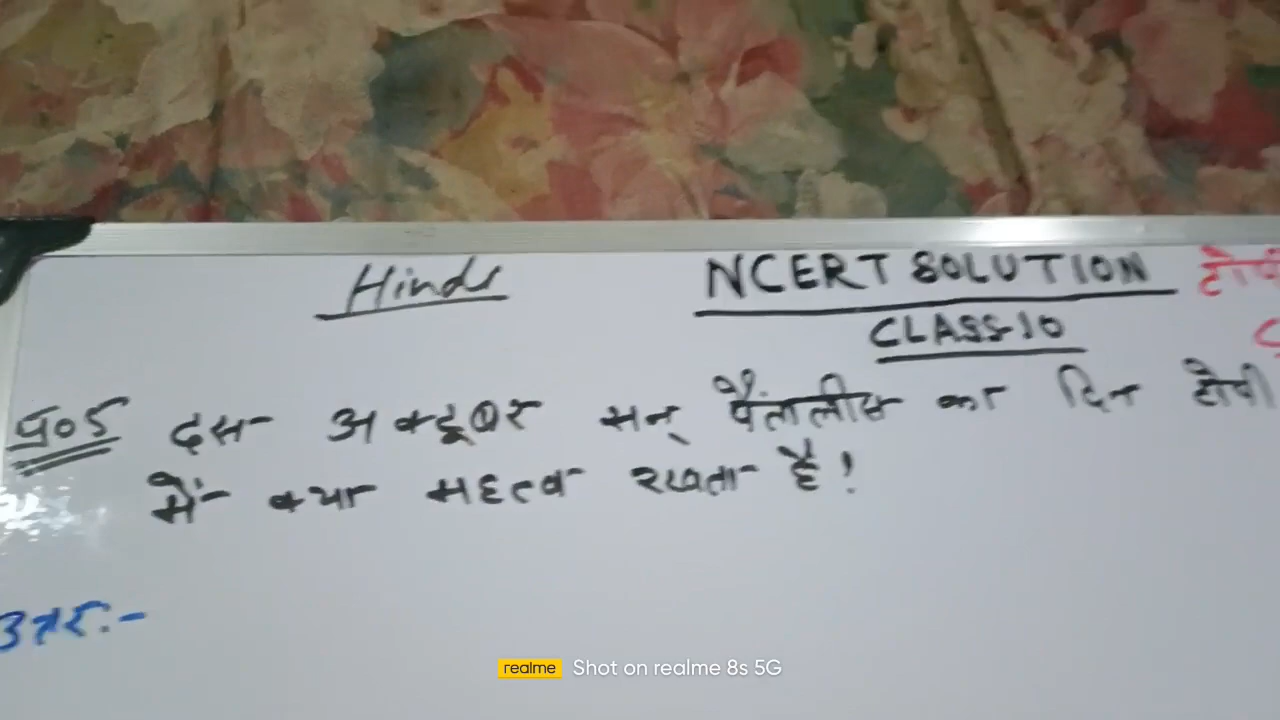 Hindi NCERT SOLUTION टोपी
CLASS-10
प्र०5 दस अक्टूबर सन् पैंतालीस का दिन टोपी
में क्या महत्व रखता है!
उत्तर:-
realme Shot on realme 8s 5G